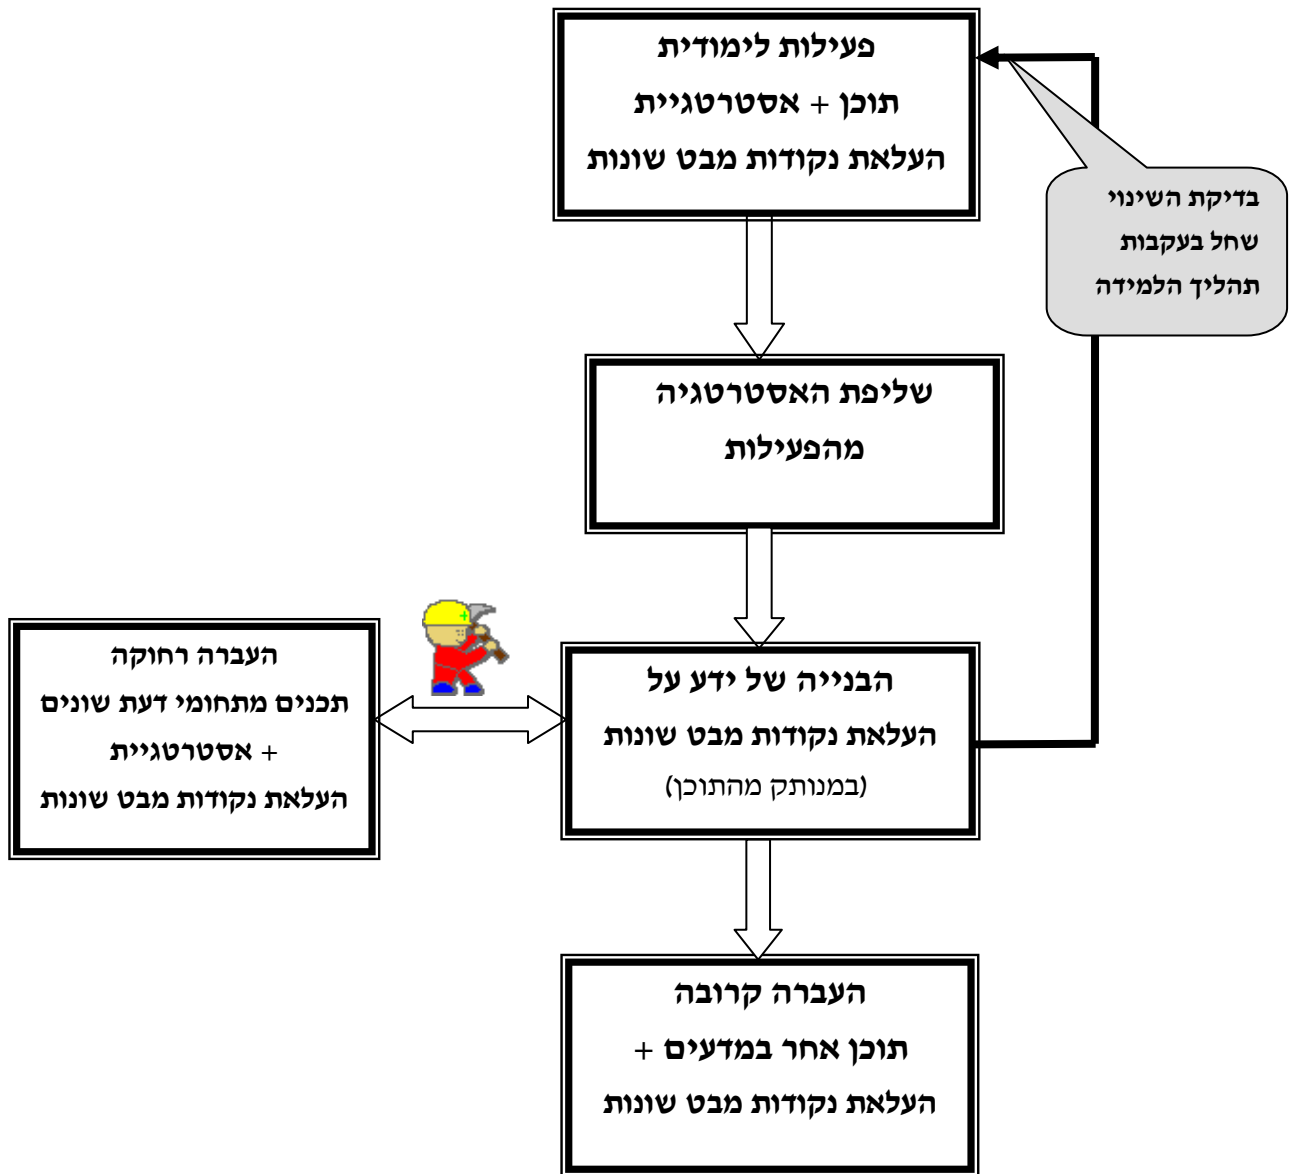 פעילות לימודית
תוכן + אסטרטגיית
העלאת נקודות מבט שונות
בדיקת השינוי
שחל בעקבות
תהליך הלמידה
שליפת האסטרטגיה
מהפעילות
הבנייה של ידע על
העלאת נקודות מבט שונות
(במנותק מהתוכן)
העברה רחוקה
תכנים מתחומי דעת שונים
+ אסטרטגיית
העלאת נקודות מבט שונות
העברה קרובה
תוכן אחר במדעים +
העלאת נקודות מבט שונות